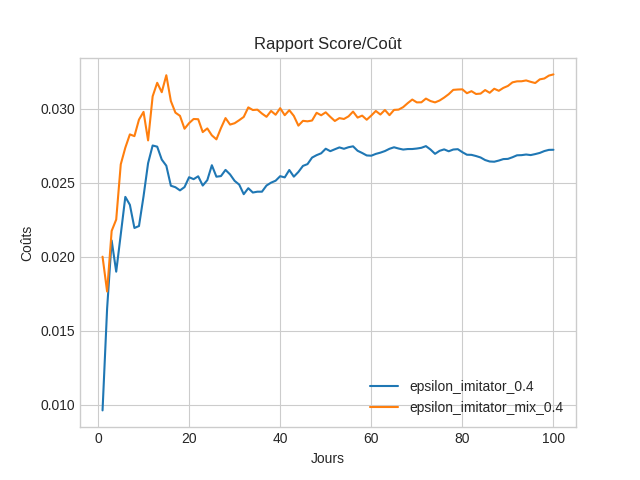 Rapport Score/Coût
Coûts
0.030
0.025
0.020
0.015
0.010
0
20
40
60
80
100
Jours
epsilon_imitator_0.4
epsilon_imitator_mix_0.4